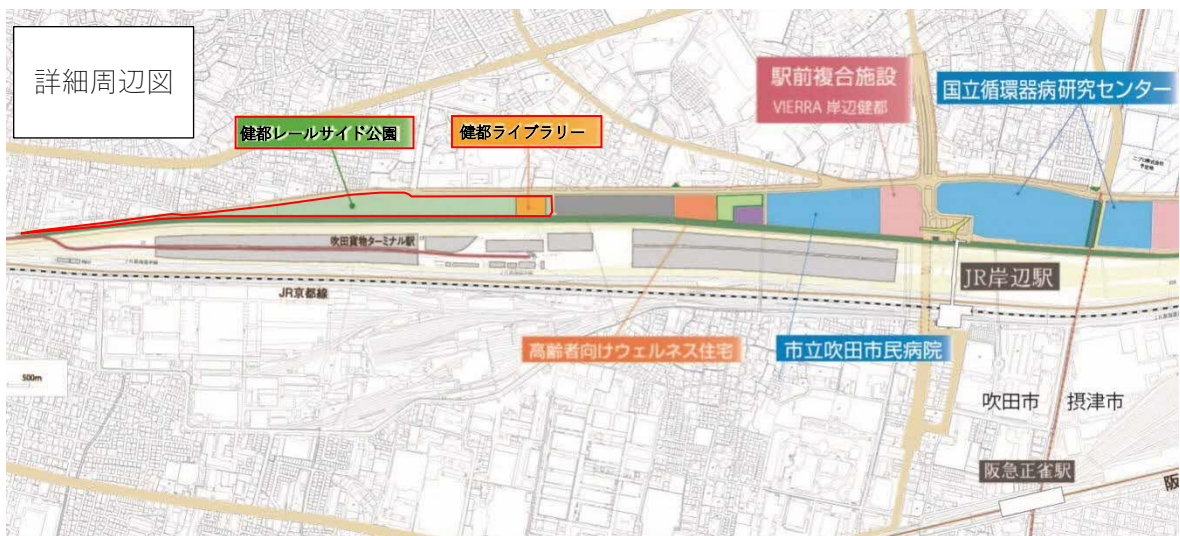 詳細周辺図
駅前複合施設
VIERRA 岸辺健都
国立循環器病研究センター
健都レールサイド公園
健都ライブラリー
吹田貨物ターミナル駅
JR岸辺駅
JR京都線
高齢者向けウェルネス住宅
市立吹田市民病院
500m
吹田市
摂津市
阪急正雀駅
阪